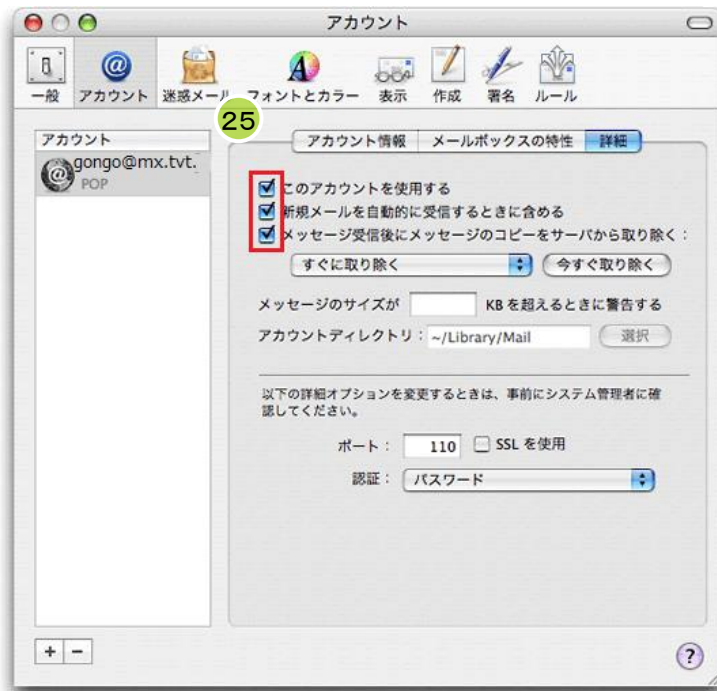 アカウント
一般 アカウント 迷惑メール フォントとカラー 表示 作成 署名 ルール
25
アカウント
gongo@mx.tvt.
POP
アカウント情報 メールボックスの特性 詳細
このアカウントを使用する
新規メールを自動的に受信するときに含める
メッセージ受信後にメッセージのコピーをサーバから取り除く：
すぐに取り除く 今すぐ取り除く
メッセージのサイズが KB を超えるときに警告する
アカウントディレクトリ： ~/Library/Mail 選択
以下の詳細オプションを変更するときは、事前にシステム管理者に確
認してください。
ポート： 110 SSL を使用
認証： パスワード
+ − ?